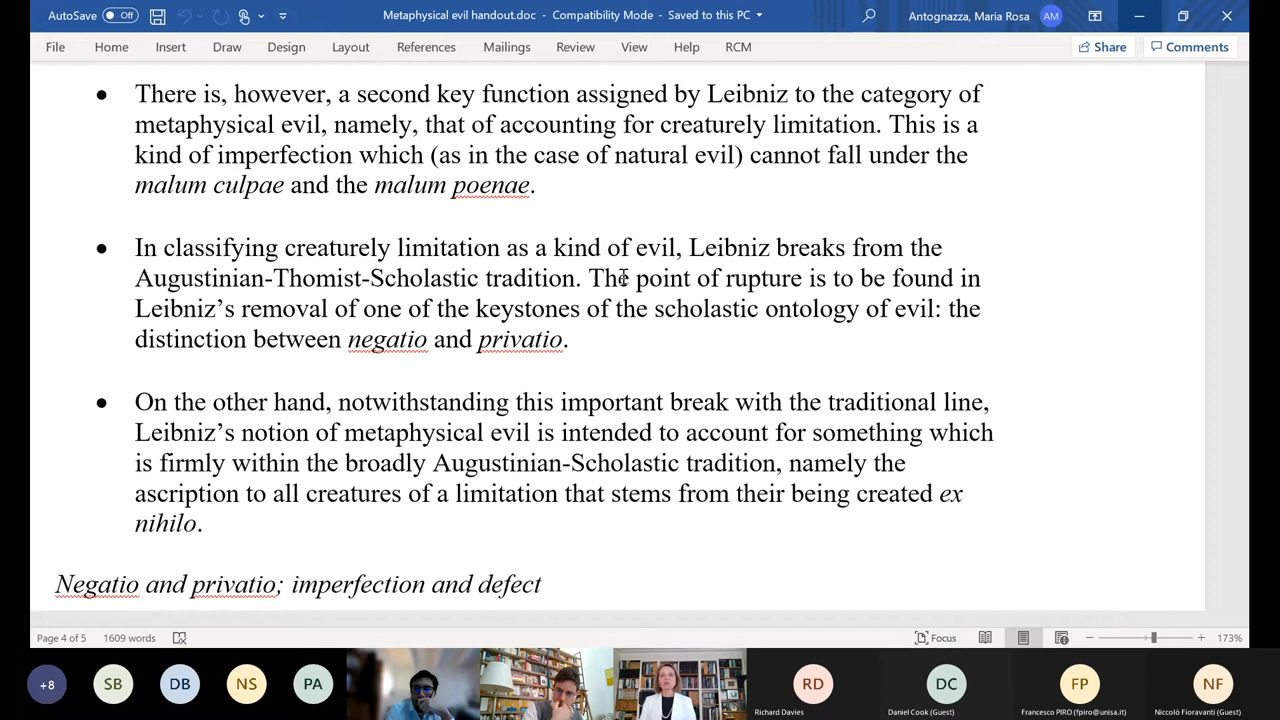 AutoSave Off Metaphysical evil handout.doc - Compatibility Mode - Saved to this PC Antognazza, Maria Rosa AM
File Home Insert Draw Design Layout References Mailings Review View Help RCM Share Comments
• There is, however, a second key function assigned by Leibniz to the category of
metaphysical evil, namely, that of accounting for creaturely limitation. This is a
kind of imperfection which (as in the case of natural evil) cannot fall under the
malum culpae and the malum poenae.
• In classifying creaturely limitation as a kind of evil, Leibniz breaks from the
Augustinian-Thomist-Scholastic tradition. The point of rupture is to be found in
Leibniz’s removal of one of the keystones of the scholastic ontology of evil: the
distinction between negatio and privatio.
• On the other hand, notwithstanding this important break with the traditional line,
Leibniz’s notion of metaphysical evil is intended to account for something which
is firmly within the broadly Augustinian-Scholastic tradition, namely the
ascription to all creatures of a limitation that stems from their being created ex
nihilo.
Negatio and privatio; imperfection and defect
Page 4 of 5 1609 words Focus 173%
+8 SB DB NS PA RD DC FP NF
Richard Davies Daniel Cook (Guest) Francesco PIRO (fpiro@unisa.it) Niccolò Fioravanti (Guest)